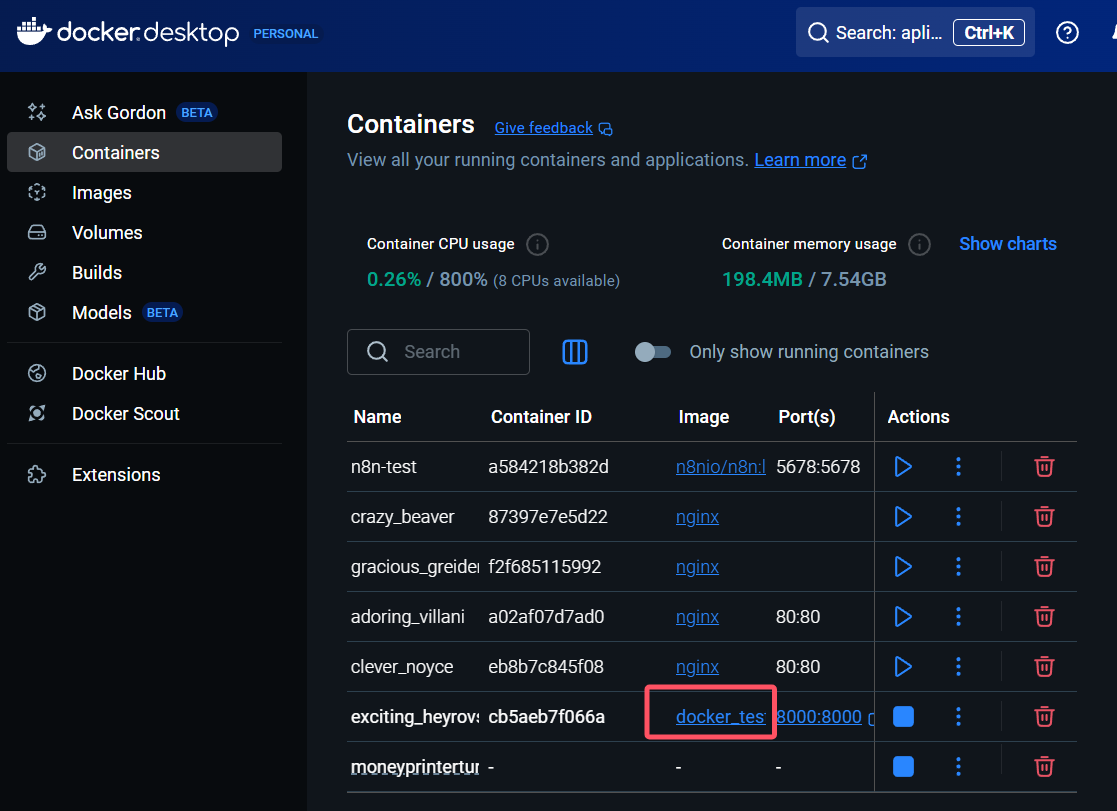 docker.desktop PERSONAL
Search: apli... Ctrl+K
Ask Gordon BETA
Containers
Images
Volumes
Builds
Models BETA
Docker Hub
Docker Scout
Extensions
Containers Give feedback
View all your running containers and applications. Learn more
Container CPU usage
0.26% / 800% (8 CPUs available)
Container memory usage
198.4MB / 7.54GB
Show charts
Search
Only show running containers
Name Container ID Image Port(s) Actions
n8n-test a584218b382d n8nio/n8n:l 5678:5678
crazy_beaver 87397e7e5d22 nginx
gracious_greider f2f685115992 nginx
adoring_villani a02af07d7ad0 nginx 80:80
clever_noyce eb8b7c845f08 nginx 80:80
exciting_heyrovs cb5aeb7f066a docker_test 8000:8000
moneyprintertur - - -